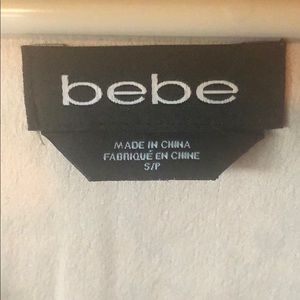 bebe
MADE IN CHINA
FABRIQUÉ EN CHINE
S/P